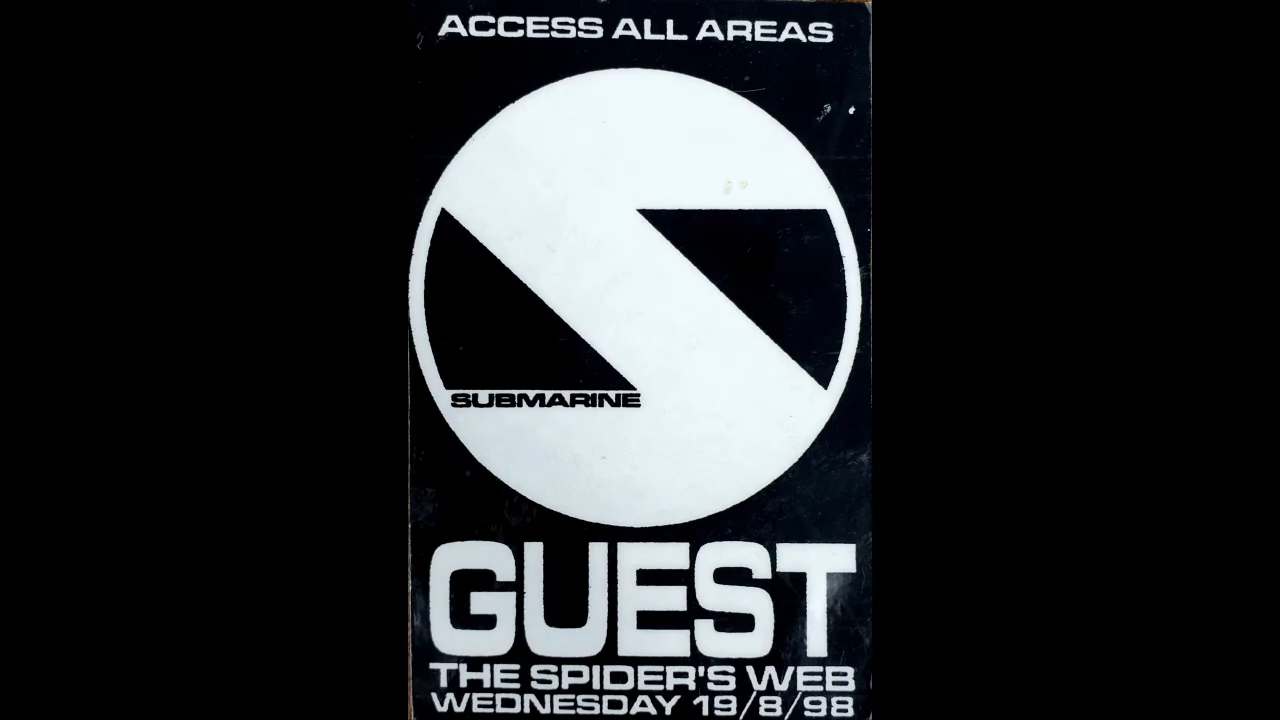 ACCESS ALL AREAS
SUBMARINE
GUEST
THE SPIDER'S WEB
WEDNESDAY 19/8/98